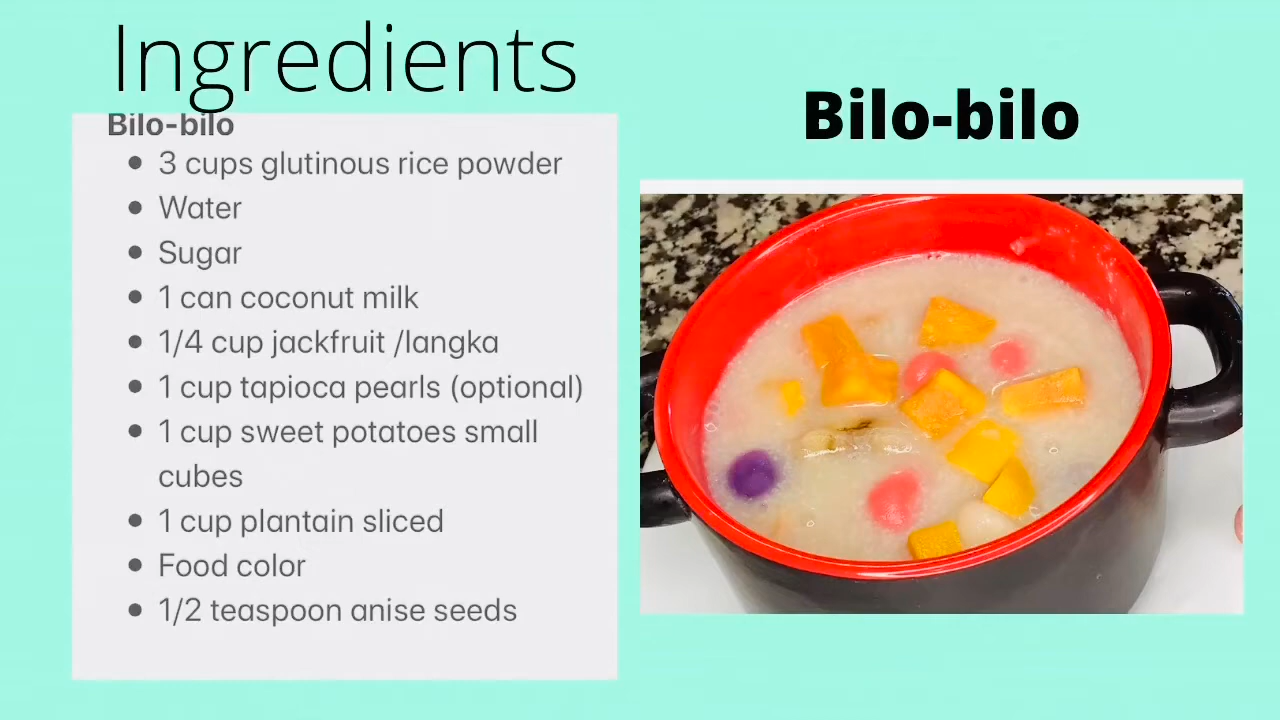 Ingredients
Bilo-bilo
Bilo-bilo
• 3 cups glutinous rice powder
• Water
• Sugar
• 1 can coconut milk
• 1/4 cup jackfruit /langka
• 1 cup tapioca pearls (optional)
• 1 cup sweet potatoes small
cubes
• 1 cup plantain sliced
• Food color
• 1/2 teaspoon anise seeds